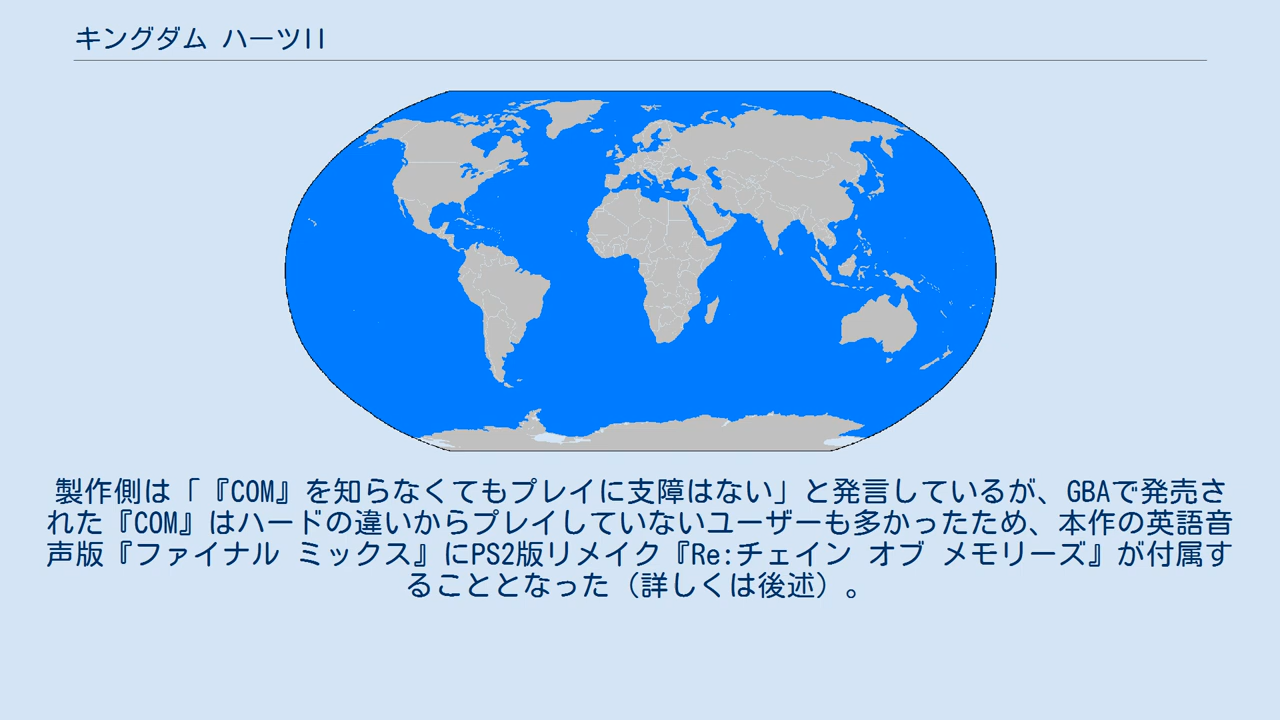 キングダム ハーツII
製作側は「『COM』を知らなくてもプレイに支障はない」と発言しているが、GBAで発売さ
れた『COM』はハードの違いからプレイしていないユーザーも多かったため、本作の英語音
声版『ファイナル ミックス』にPS2版リメイク『Re:チェイン オブ メモリーズ』が付属す
ることとなった（詳しくは後述）。